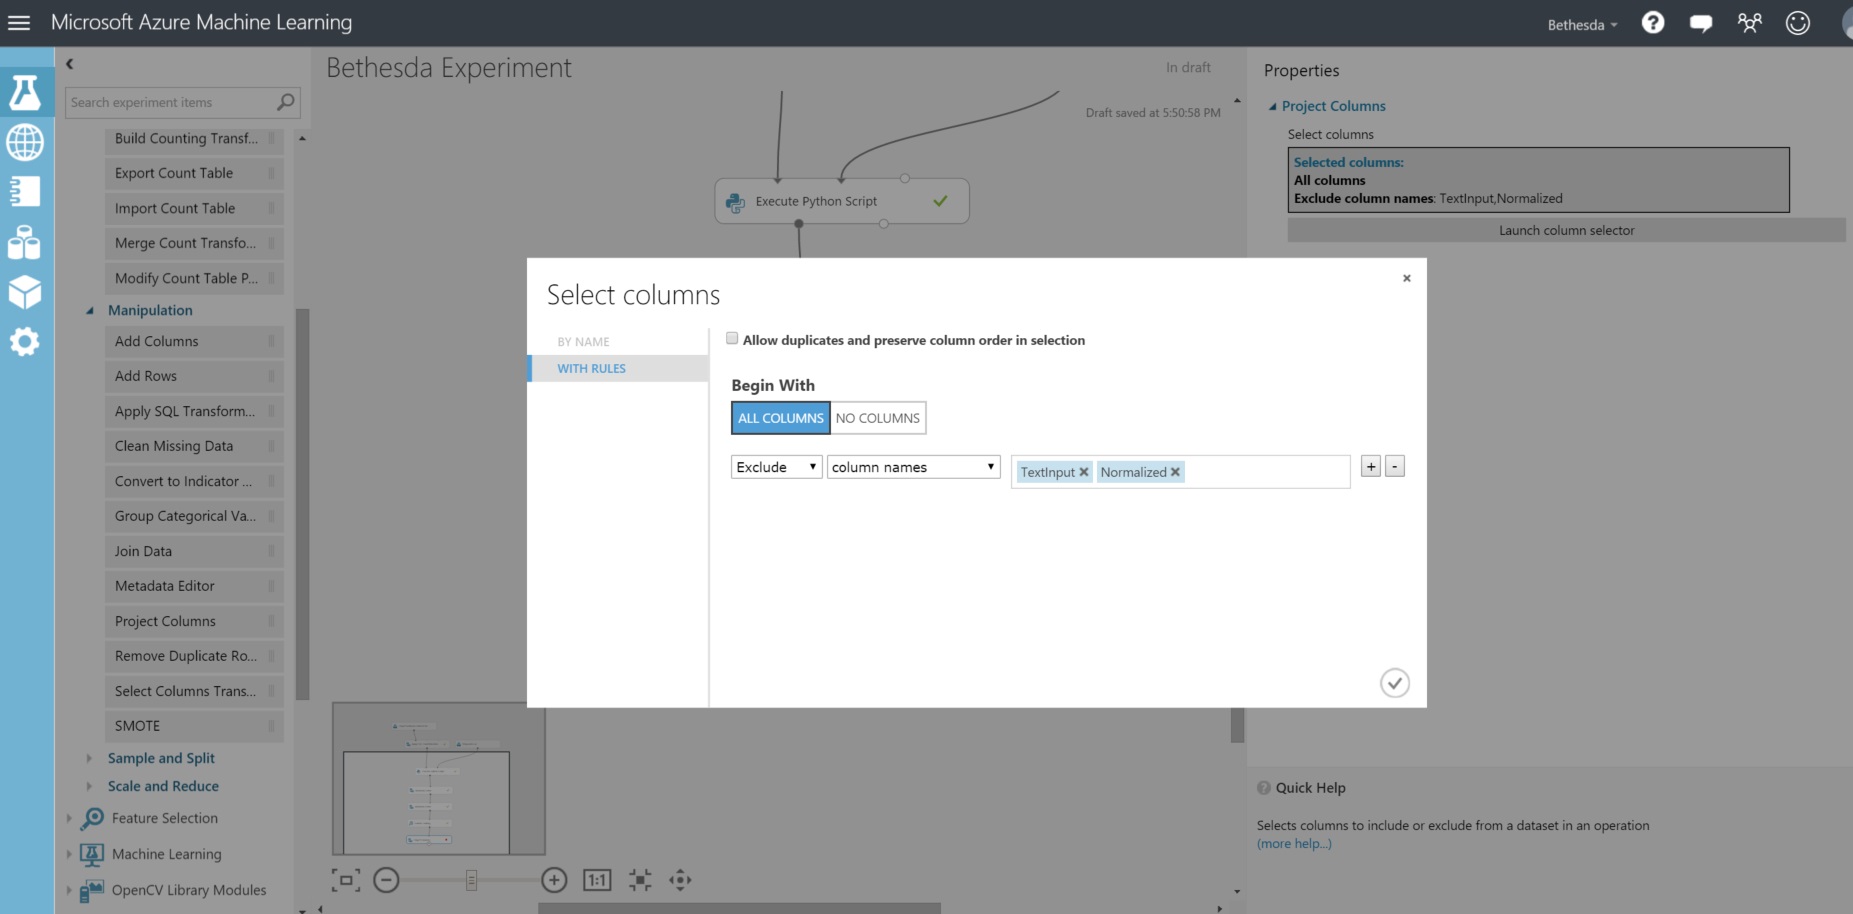 Microsoft Azure Machine Learning
Bethesda
Search experiment items
Build Counting Transf...
Export Count Table
Import Count Table
Merge Count Transfo...
Modify Count Table P...
Manipulation
Add Columns
Add Rows
Apply SQL Transform...
Clean Missing Data
Convert to Indicator ...
Group Categorical Va...
Join Data
Metadata Editor
Project Columns
Remove Duplicate Ro...
Select Columns Trans...
SMOTE
Sample and Split
Scale and Reduce
Feature Selection
Machine Learning
OpenCV Library Modules
Bethesda Experiment
In draft
Draft saved at 5:50:58 PM
Execute Python Script
Select columns
BY NAME
WITH RULES
Allow duplicates and preserve column order in selection
Begin With
ALL COLUMNS NO COLUMNS
Exclude column names TextInput Normalized + -
1:1
Properties
Project Columns
Select columns
Selected columns:
All columns
Exclude column names: TextInput,Normalized
Launch column selector
Quick Help
Selects columns to include or exclude from a dataset in an operation
(more help...)